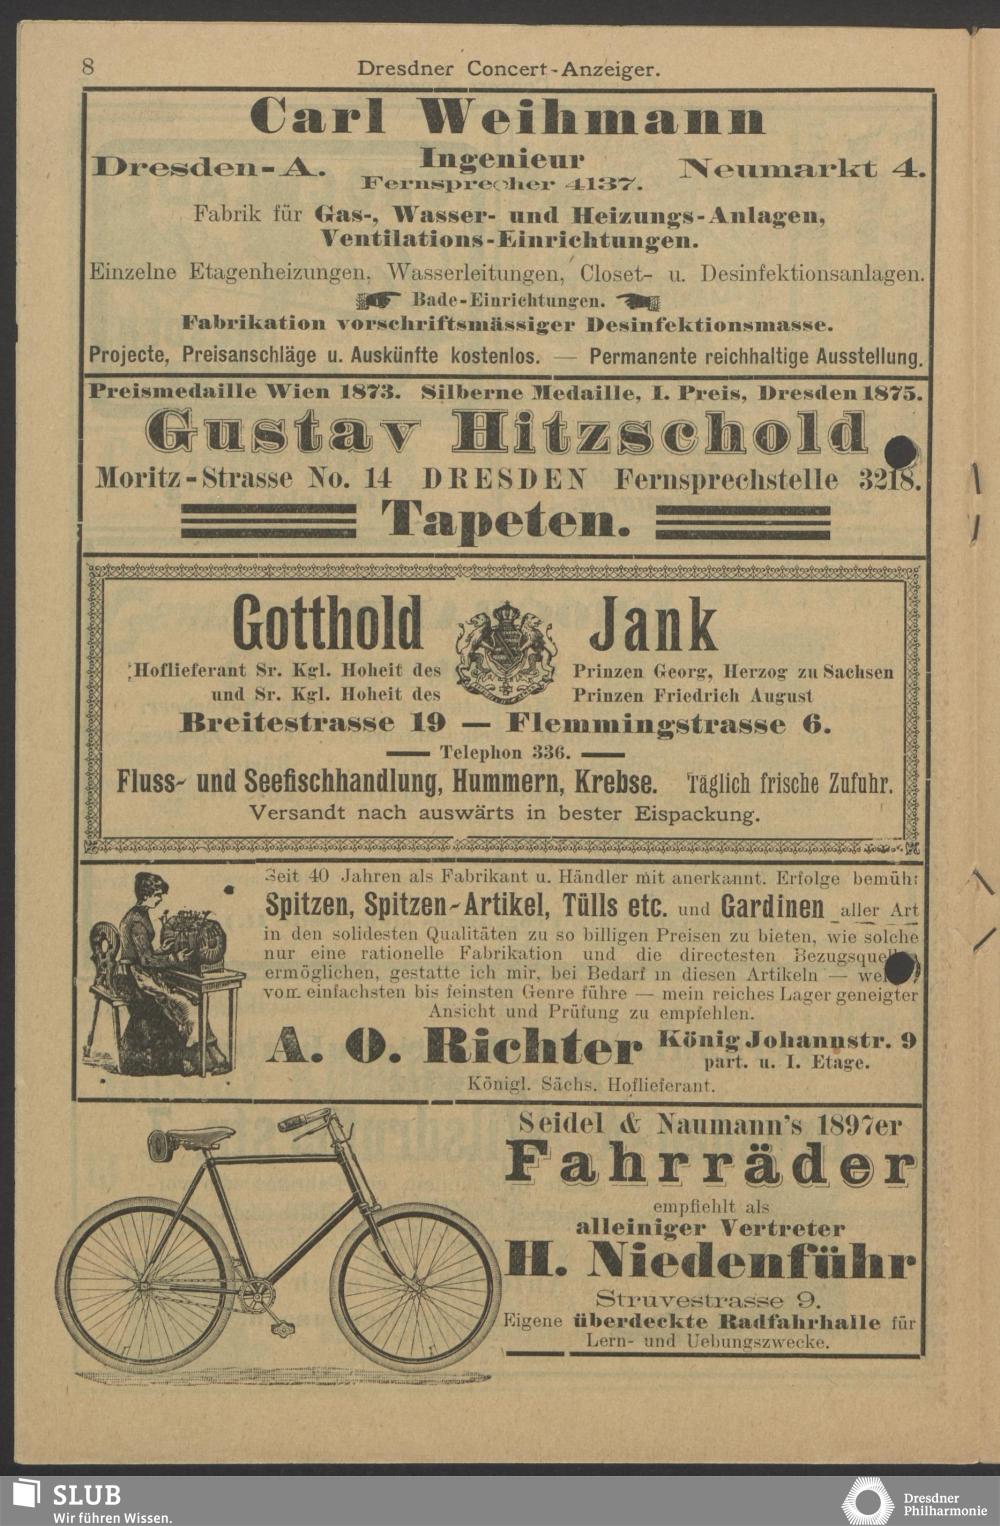 8
Dresdner Concert-Anzeiger.
Carl Weihmann
Dresden-A. Ingenieur Neumarkt 4.
Fernsprecher 4137.
Fabrik für Gas-, Wasser- und Heizungs-Anlagen,
Ventilations-Einrichtungen.
Einzelne Etagenheizungen, Wasserleitungen, Closet- u. Desinfektionsanlagen.
Bade-Einrichtungen.
Fabrikation vorschriftsmässiger Desinfektionsmasse.
Projecte, Preisanschläge u. Auskünfte kostenlos. — Permanente reichhaltige Ausstellung.
Preismedaille Wien 1873. Silberne Medaille, I. Preis, Dresden 1875.
Gustav Hitzschold
Moritz-Strasse No. 14 DRESDEN Fernsprechstelle 3218.
Tapeten.
Gotthold Jank
Hoflieferant Sr. Kgl. Hoheit des Prinzen Georg, Herzog zu Sachsen
und Sr. Kgl. Hoheit des Prinzen Friedrich August
Breitestrasse 19 — Flemmingstrasse 6.
— Telephon 336. —
Fluss- und Seefischhandlung, Hummern, Krebse. Täglich frische Zufuhr.
Versandt nach auswärts in bester Eispackung.
Seit 40 Jahren als Fabrikant u. Händler mit anerkannt. Erfolge bemüht
Spitzen, Spitzen-Artikel, Tülls etc. und Gardinen aller Art
in den solidesten Qualitäten zu so billigen Preisen zu bieten, wie solche
nur eine rationelle Fabrikation und die directesten Bezugsque
ermöglichen, gestatte ich mir, bei Bedarf in diesen Artikeln — we
vom einfachsten bis feinsten Genre führe — mein reiches Lager geneigter
Ansicht und Prüfung zu empfehlen.
A. O. Richter König Johannstr. 9
part. u. I. Etage.
Königl. Sächs. Hoflieferant.
Seidel & Naumann's 1897er
Fahrräder
empfiehlt als
alleiniger Vertreter
H. Niedenführ
Struvestrasse 9.
Eigene überdeckte Radfahrhalle für
Lern- und Uebungszwecke.
SLUB
Wir führen Wissen.
Dresdner
Philharmonie